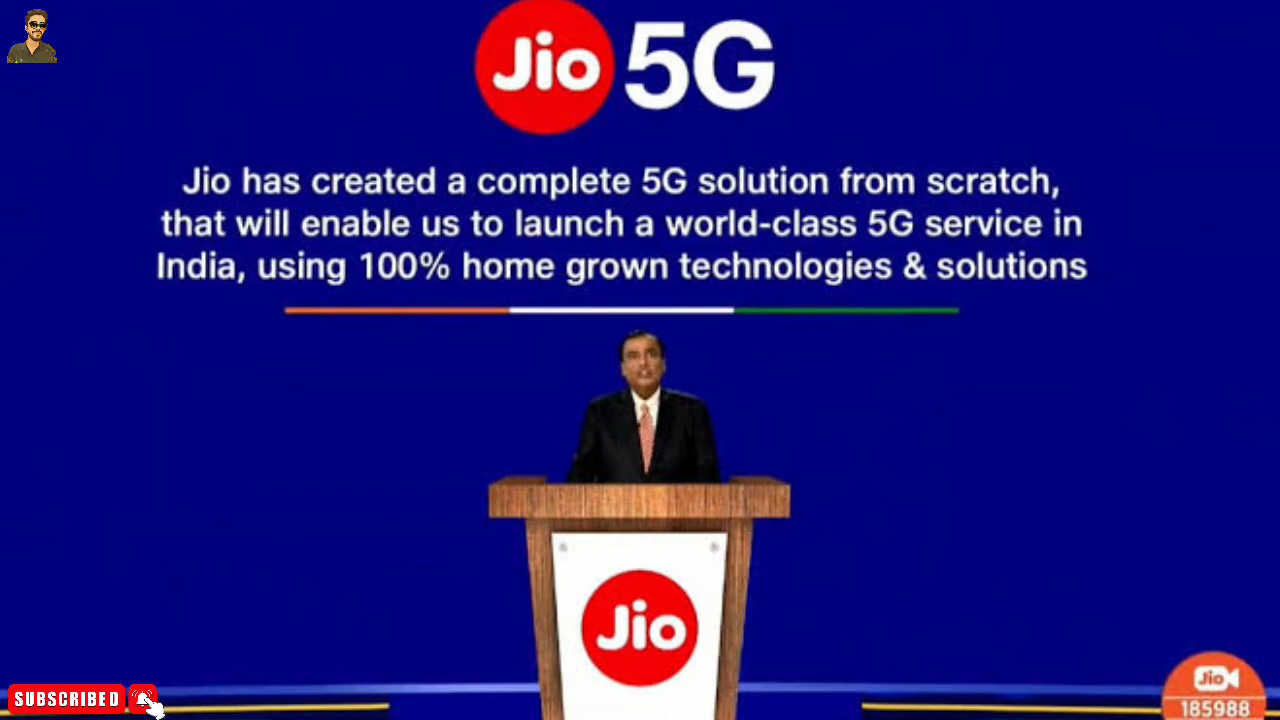 Jio 5G
Jio has created a complete 5G solution from scratch,
that will enable us to launch a world-class 5G service in
India, using 100% home grown technologies & solutions
Jio
SUBSCRIBED
Jio
185988